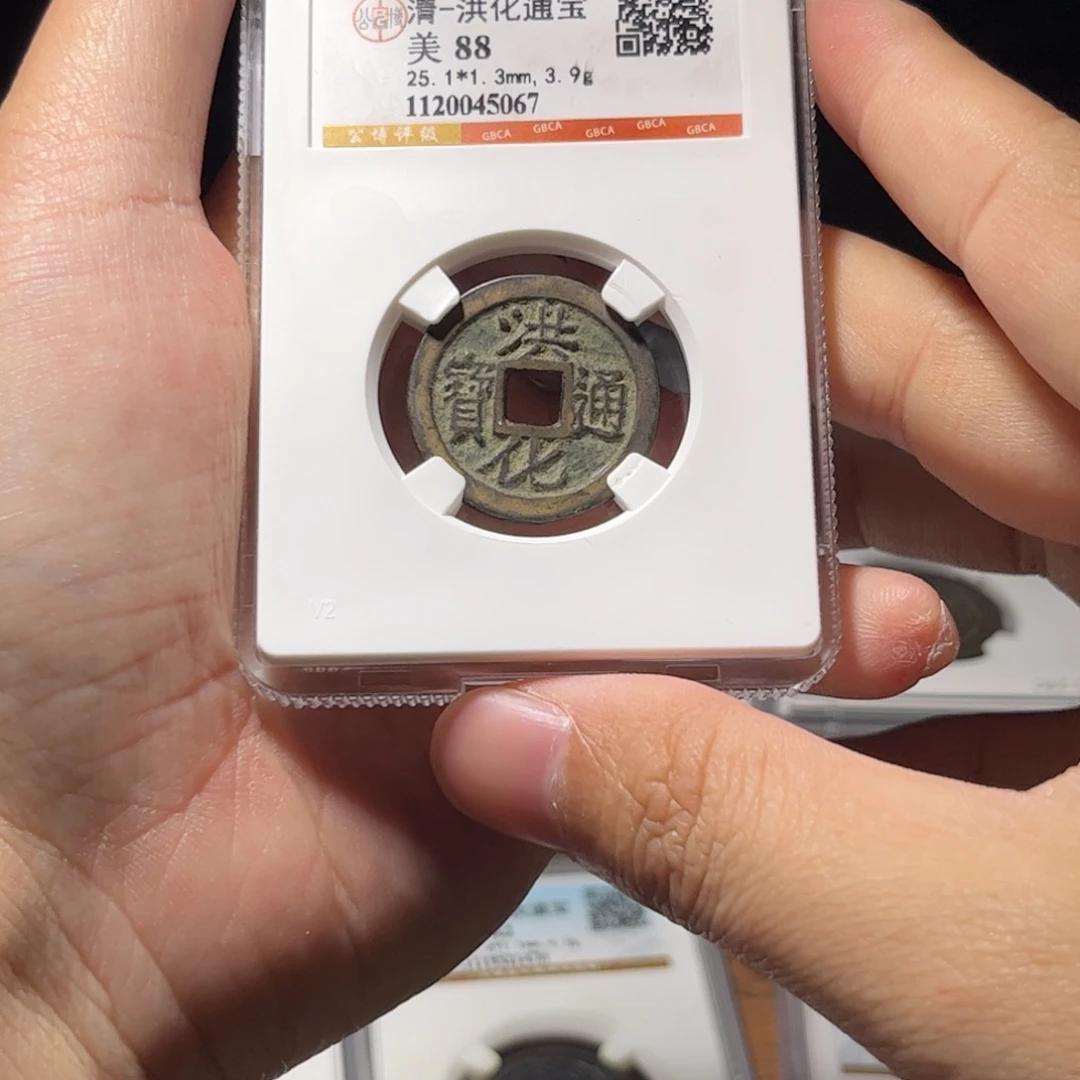 清-洪化通宝
美 88
25.1*1.3mm, 3.9g
1120045067
公博评级 GBCA GBCA GBCA GBCA GBCA
洪
寶 通
化
V2